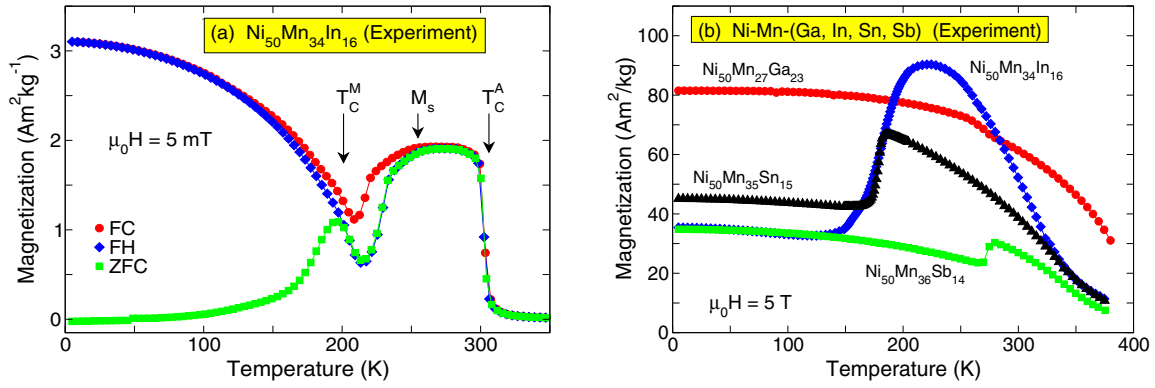 (a) Ni₅₀Mn₃₄In₁₆ (Experiment)
3
2
1
0
Magnetization (Am²kg⁻¹)
T_C^M
M_s
T_C^A
μ₀H = 5 mT
FC
FH
ZFC
0 100 200 300
Temperature (K)
(b) Ni-Mn-(Ga, In, Sn, Sb) (Experiment)
100
80
60
40
20
0
Magnetization (Am²/kg)
Ni₅₀Mn₃₄In₁₆
Ni₅₀Mn₂₇Ga₂₃
Ni₅₀Mn₃₅Sn₁₅
Ni₅₀Mn₃₆Sb₁₄
μ₀H = 5 T
0 100 200 300 400
Temperature (K)